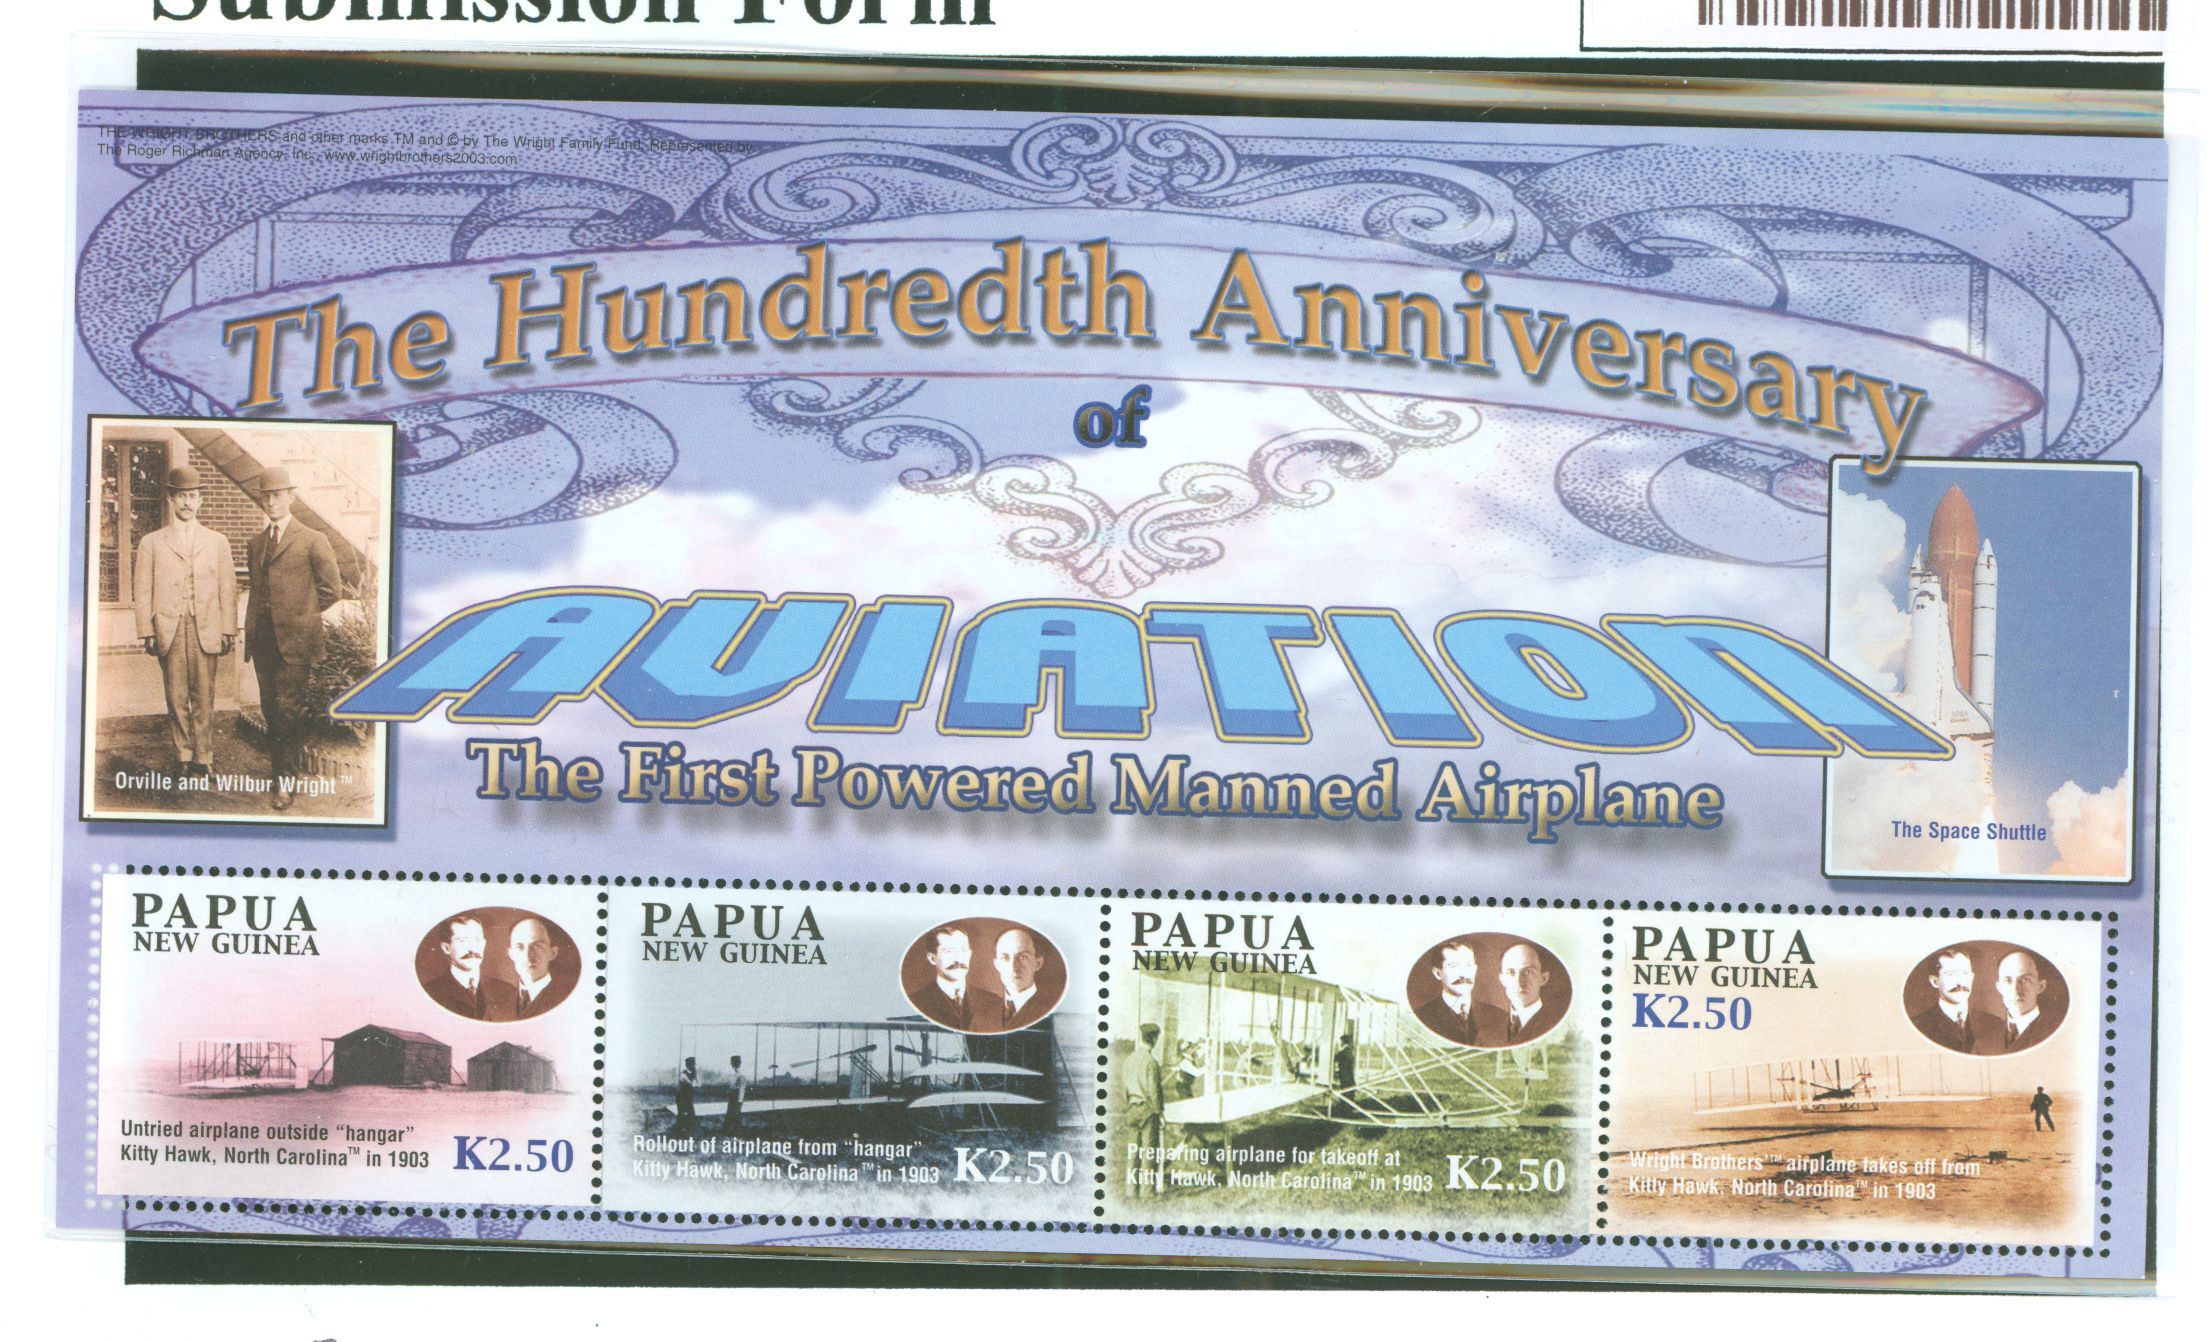 Submission Form
THE WRIGHT BROTHERS and other marks TM and © by The Wright Family Fund, Represented by
The Roger Richman Agency, Inc., www.wrightbrothers2003.com
The Hundredth Anniversary
of
AVIATION
The First Powered Manned Airplane
Orville and Wilbur Wright™
The Space Shuttle
PAPUA
NEW GUINEA
Untried airplane outside "hangar"
Kitty Hawk, North Carolina™ in 1903
K2.50
PAPUA
NEW GUINEA
Rollout of airplane from "hangar"
Kitty Hawk, North Carolina™ in 1903
K2.50
PAPUA
NEW GUINEA
Preparing airplane for takeoff at
Kitty Hawk, North Carolina™ in 1903
K2.50
PAPUA
NEW GUINEA
K2.50
Wright Brothers'™ airplane takes off from
Kitty Hawk, North Carolina™ in 1903